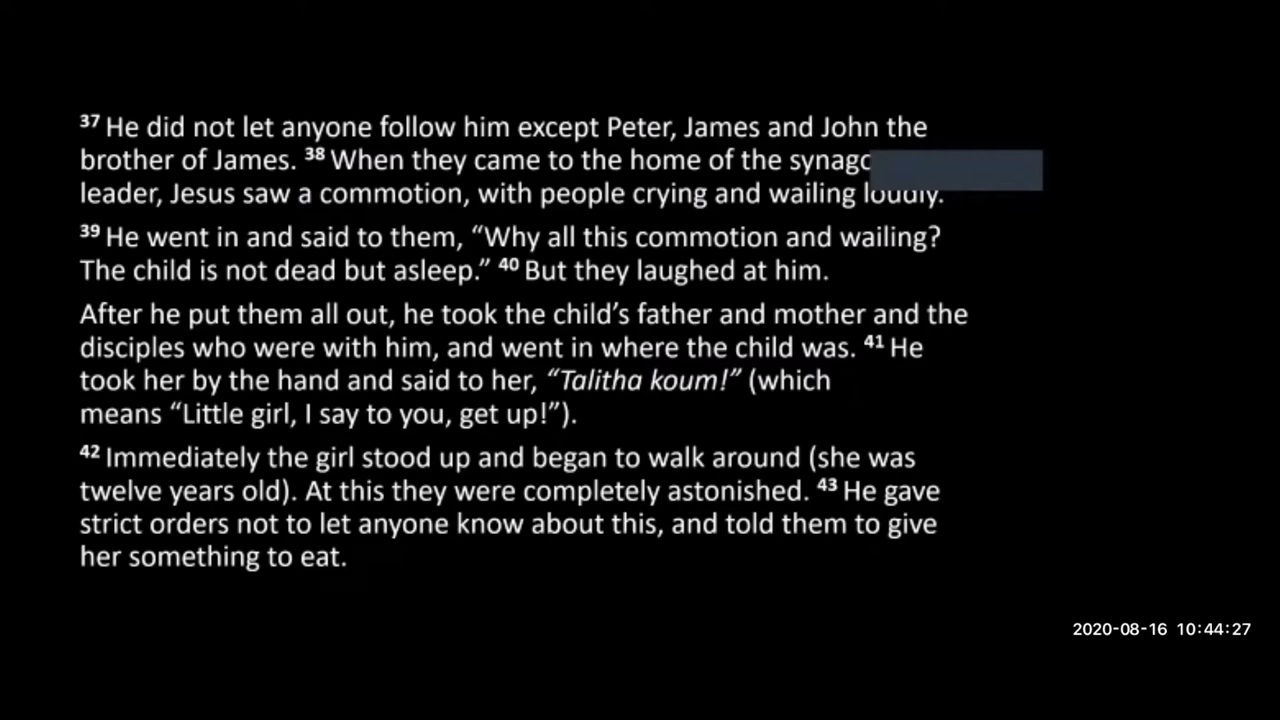 37 He did not let anyone follow him except Peter, James and John the
brother of James. 38 When they came to the home of the
leader, Jesus saw a commotion, with people crying and wailing loudly.
39 He went in and said to them, “Why all this commotion and wailing?
The child is not dead but asleep.” 40 But they laughed at him.
After he put them all out, he took the child’s father and mother and the
disciples who were with him, and went in where the child was. 41 He
took her by the hand and said to her, “Talitha koum!” (which
means “Little girl, I say to you, get up!”).
42 Immediately the girl stood up and began to walk around (she was
twelve years old). At this they were completely astonished. 43 He gave
strict orders not to let anyone know about this, and told them to give
her something to eat.
2020-08-16 10:44:27